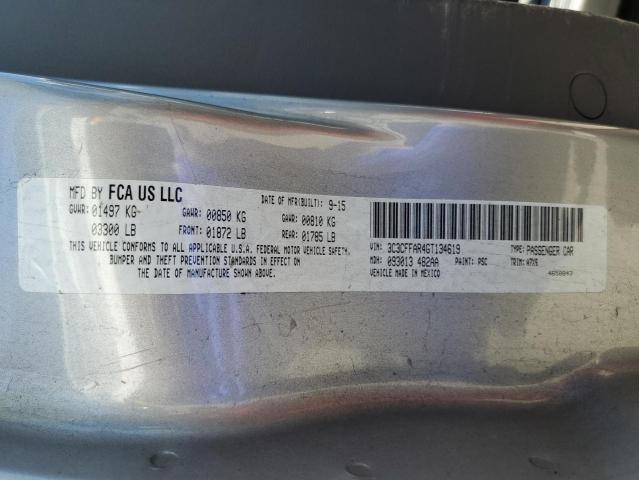 MFD BY FCA US LLC DATE OF MFR(BUILT): 9-15
GVWR: 01497 KG GAWR: 00850 KG GAWR: 00810 KG
03300 LB FRONT: 01872 LB REAR: 01785 LB
THIS VEHICLE CONFORMS TO ALL APPLICABLE U.S.A. FEDERAL MOTOR VEHICLE SAFETY,
BUMPER AND THEFT PREVENTION STANDARDS IN EFFECT ON
THE DATE OF MANUFACTURE SHOWN ABOVE.
VIN: 3C3CFFAR4GT134619 TYPE: PASSENGER CAR
MDH: 093013 482AA PAINT: PSC TRIM: A7X9
VEHICLE MADE IN MEXICO